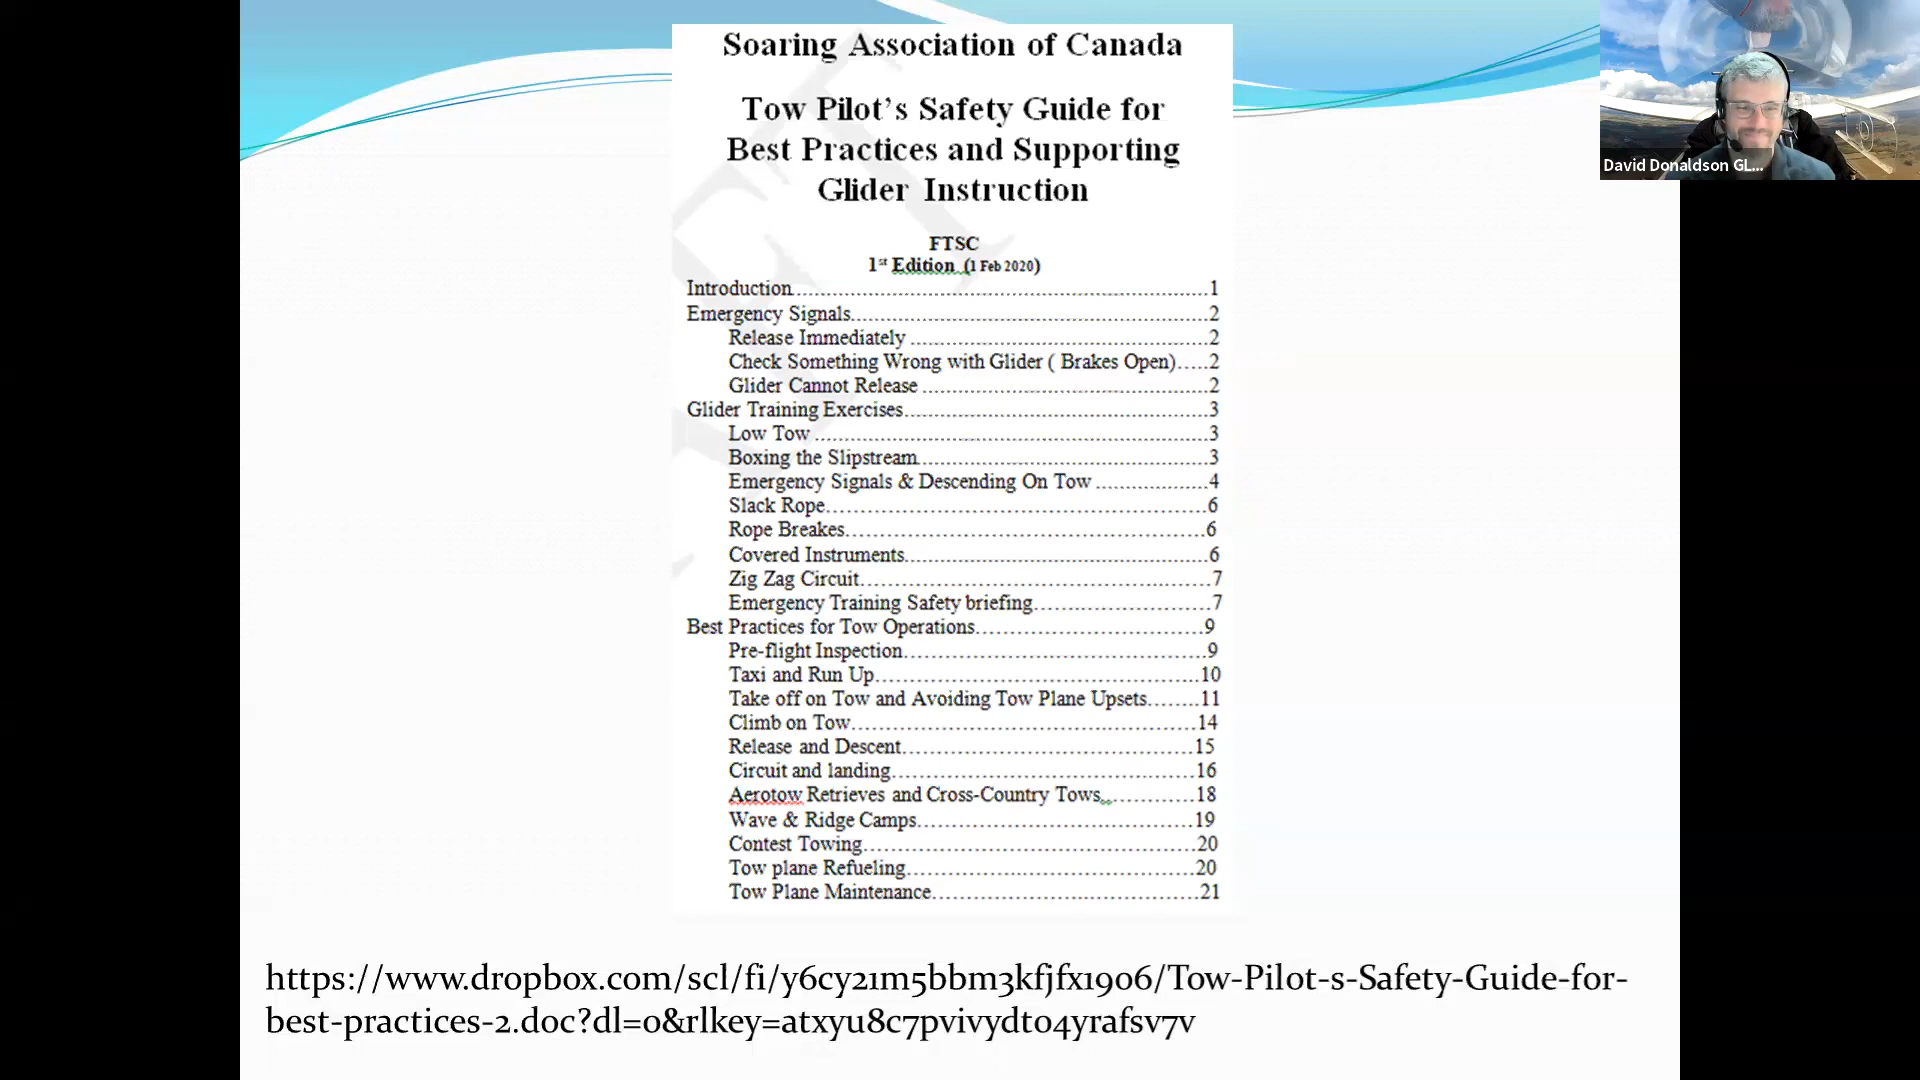 Soaring Association of Canada
Tow Pilot's Safety Guide for
Best Practices and Supporting
Glider Instruction
FTSC
1st Edition (1 Feb 2020)
Introduction.....1
Emergency Signals.....2
Release Immediately .....2
Check Something Wrong with Glider ( Brakes Open).....2
Glider Cannot Release .....2
Glider Training Exercises.....3
Low Tow .....3
Boxing the Slipstream.....3
Emergency Signals & Descending On Tow .....4
Slack Rope.....6
Rope Breakes.....6
Covered Instruments.....6
Zig Zag Circuit.....7
Emergency Training Safety briefing.....7
Best Practices for Tow Operations.....9
Pre-flight Inspection.....9
Taxi and Run Up.....10
Take off on Tow and Avoiding Tow Plane Upsets.....11
Climb on Tow.....14
Release and Descent.....15
Circuit and landing.....16
Aerotow Retrieves and Cross-Country Tows.....18
Wave & Ridge Camps.....19
Contest Towing.....20
Tow plane Refueling.....20
Tow Plane Maintenance.....21
https://www.dropbox.com/scl/fi/y6cy21m5bbm3kfjfx1906/Tow-Pilot-s-Safety-Guide-for-
best-practices-2.doc?dl=0&rlkey=atxyu8c7pvivydt04yrafsv7v
David Donaldson GL...